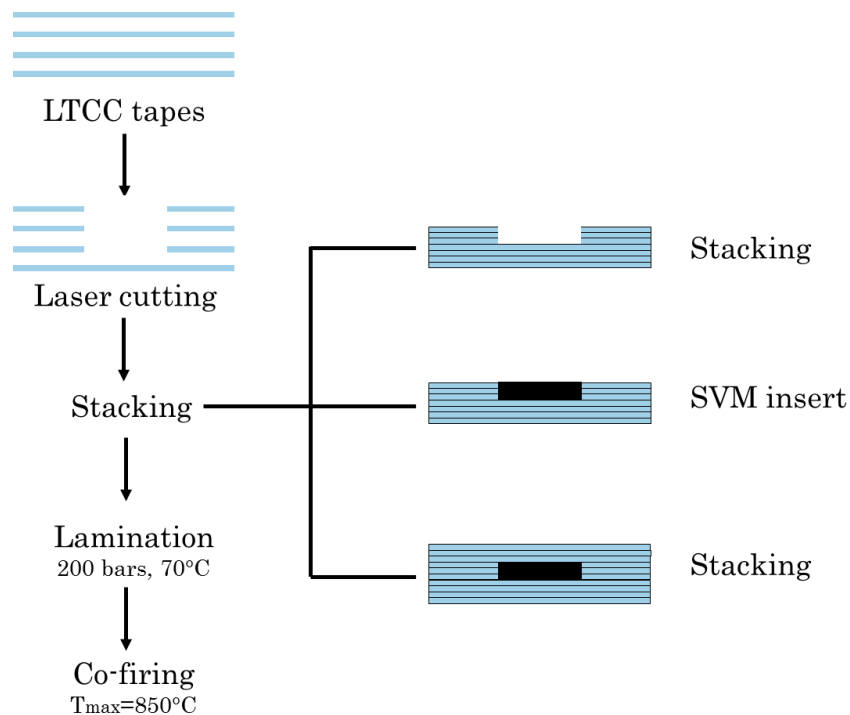 LTCC tapes
Laser cutting
Stacking
Lamination
200 bars, 70°C
Co-firing
Tmax=850°C
Stacking
SVM insert
Stacking